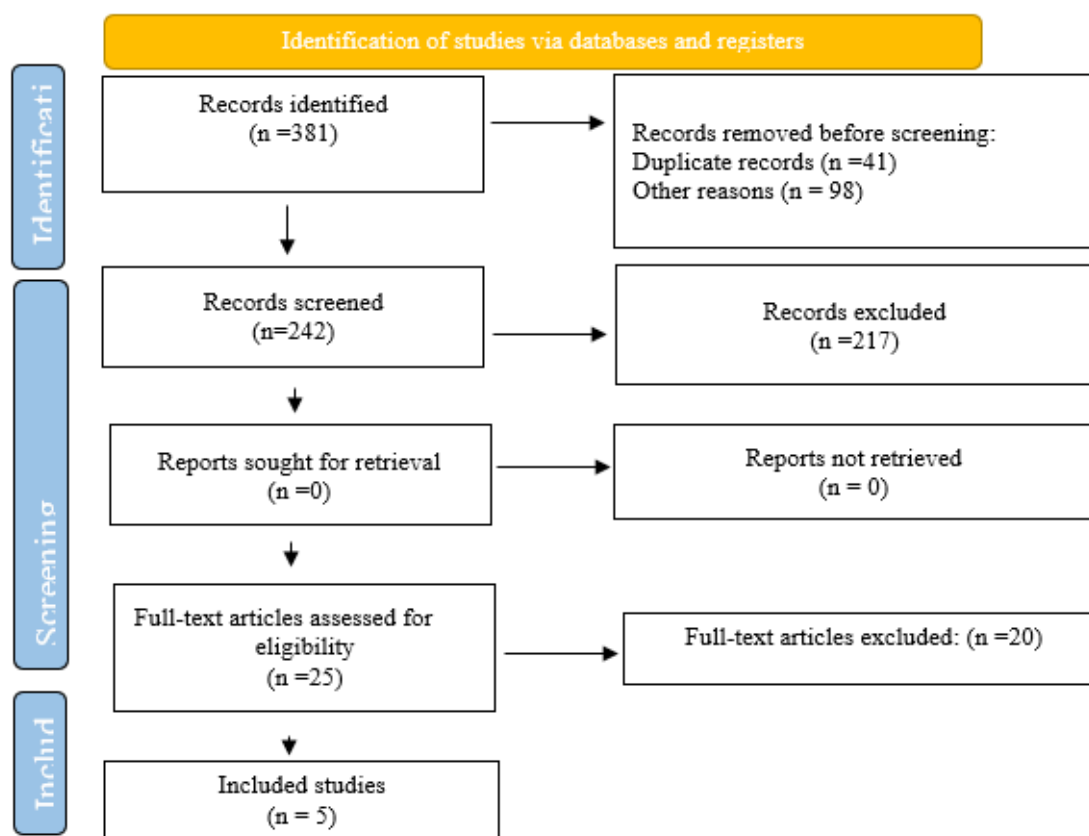 Identification of studies via databases and registers
Identificati
Records identified
(n =381)
Records removed before screening:
Duplicate records (n =41)
Other reasons (n = 98)
Screening
Records screened
(n=242)
Records excluded
(n =217)
Reports sought for retrieval
(n =0)
Reports not retrieved
(n = 0)
Full-text articles assessed for
eligibility
(n =25)
Full-text articles excluded: (n =20)
Includ
Included studies
(n = 5)